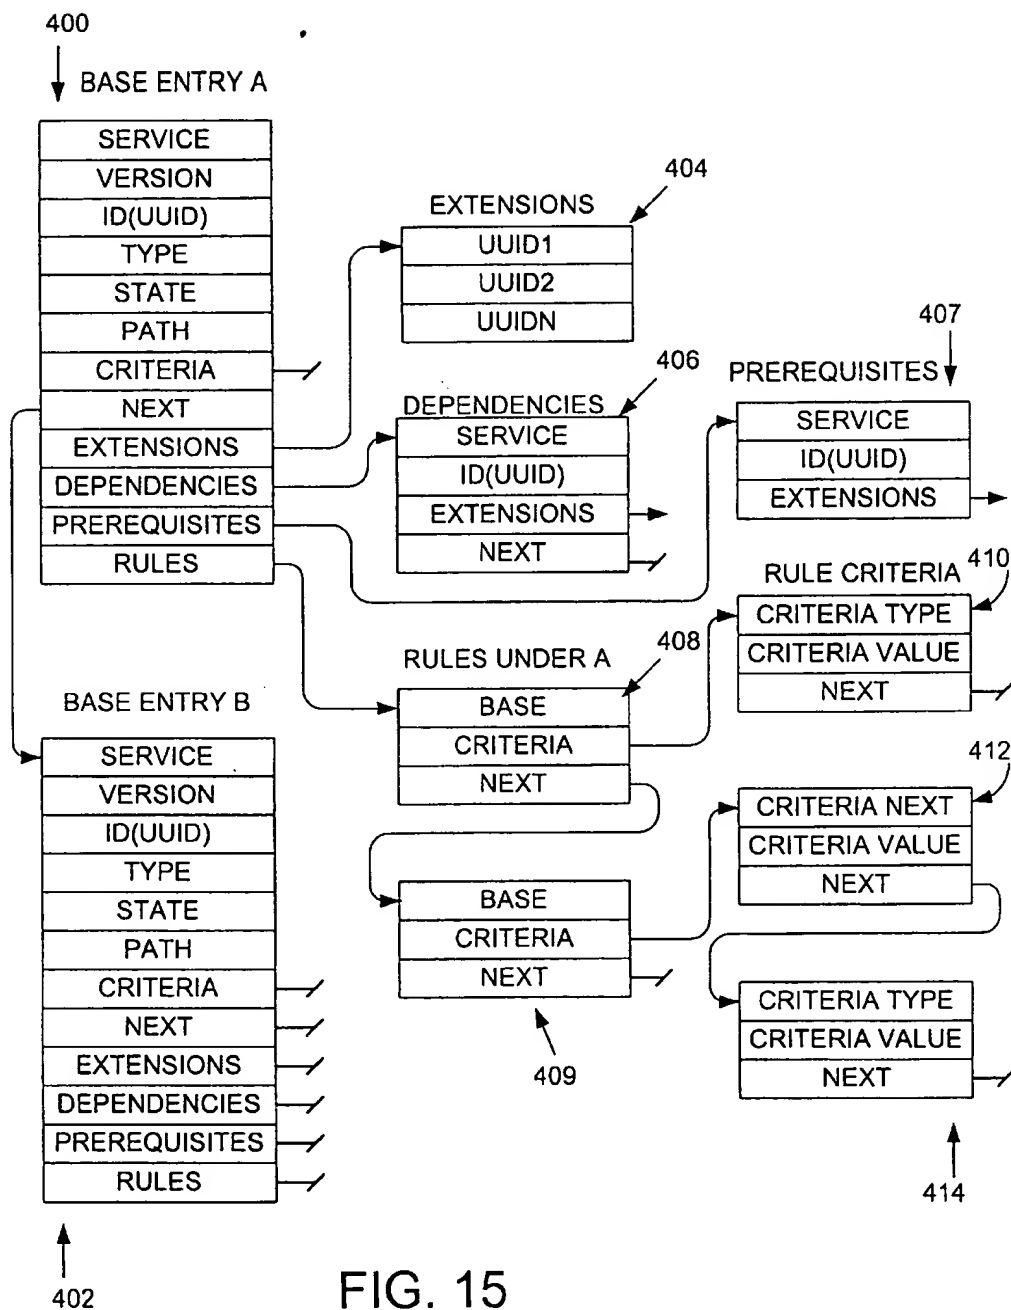 400
BASE ENTRY A
SERVICE
VERSION
ID(UUID)
TYPE
STATE
PATH
CRITERIA
NEXT
EXTENSIONS
DEPENDENCIES
PREREQUISITES
RULES
404
EXTENSIONS
UUID1
UUID2
UUIDN
406
DEPENDENCIES
SERVICE
ID(UUID)
EXTENSIONS
NEXT
407
PREREQUISITES
SERVICE
ID(UUID)
EXTENSIONS
RULES UNDER A
408
BASE
CRITERIA
NEXT
BASE
CRITERIA
NEXT
409
RULE CRITERIA
410
CRITERIA TYPE
CRITERIA VALUE
NEXT
412
CRITERIA NEXT
CRITERIA VALUE
NEXT
CRITERIA TYPE
CRITERIA VALUE
NEXT
414
BASE ENTRY B
SERVICE
VERSION
ID(UUID)
TYPE
STATE
PATH
CRITERIA
NEXT
EXTENSIONS
DEPENDENCIES
PREREQUISITES
RULES
402
FIG. 15